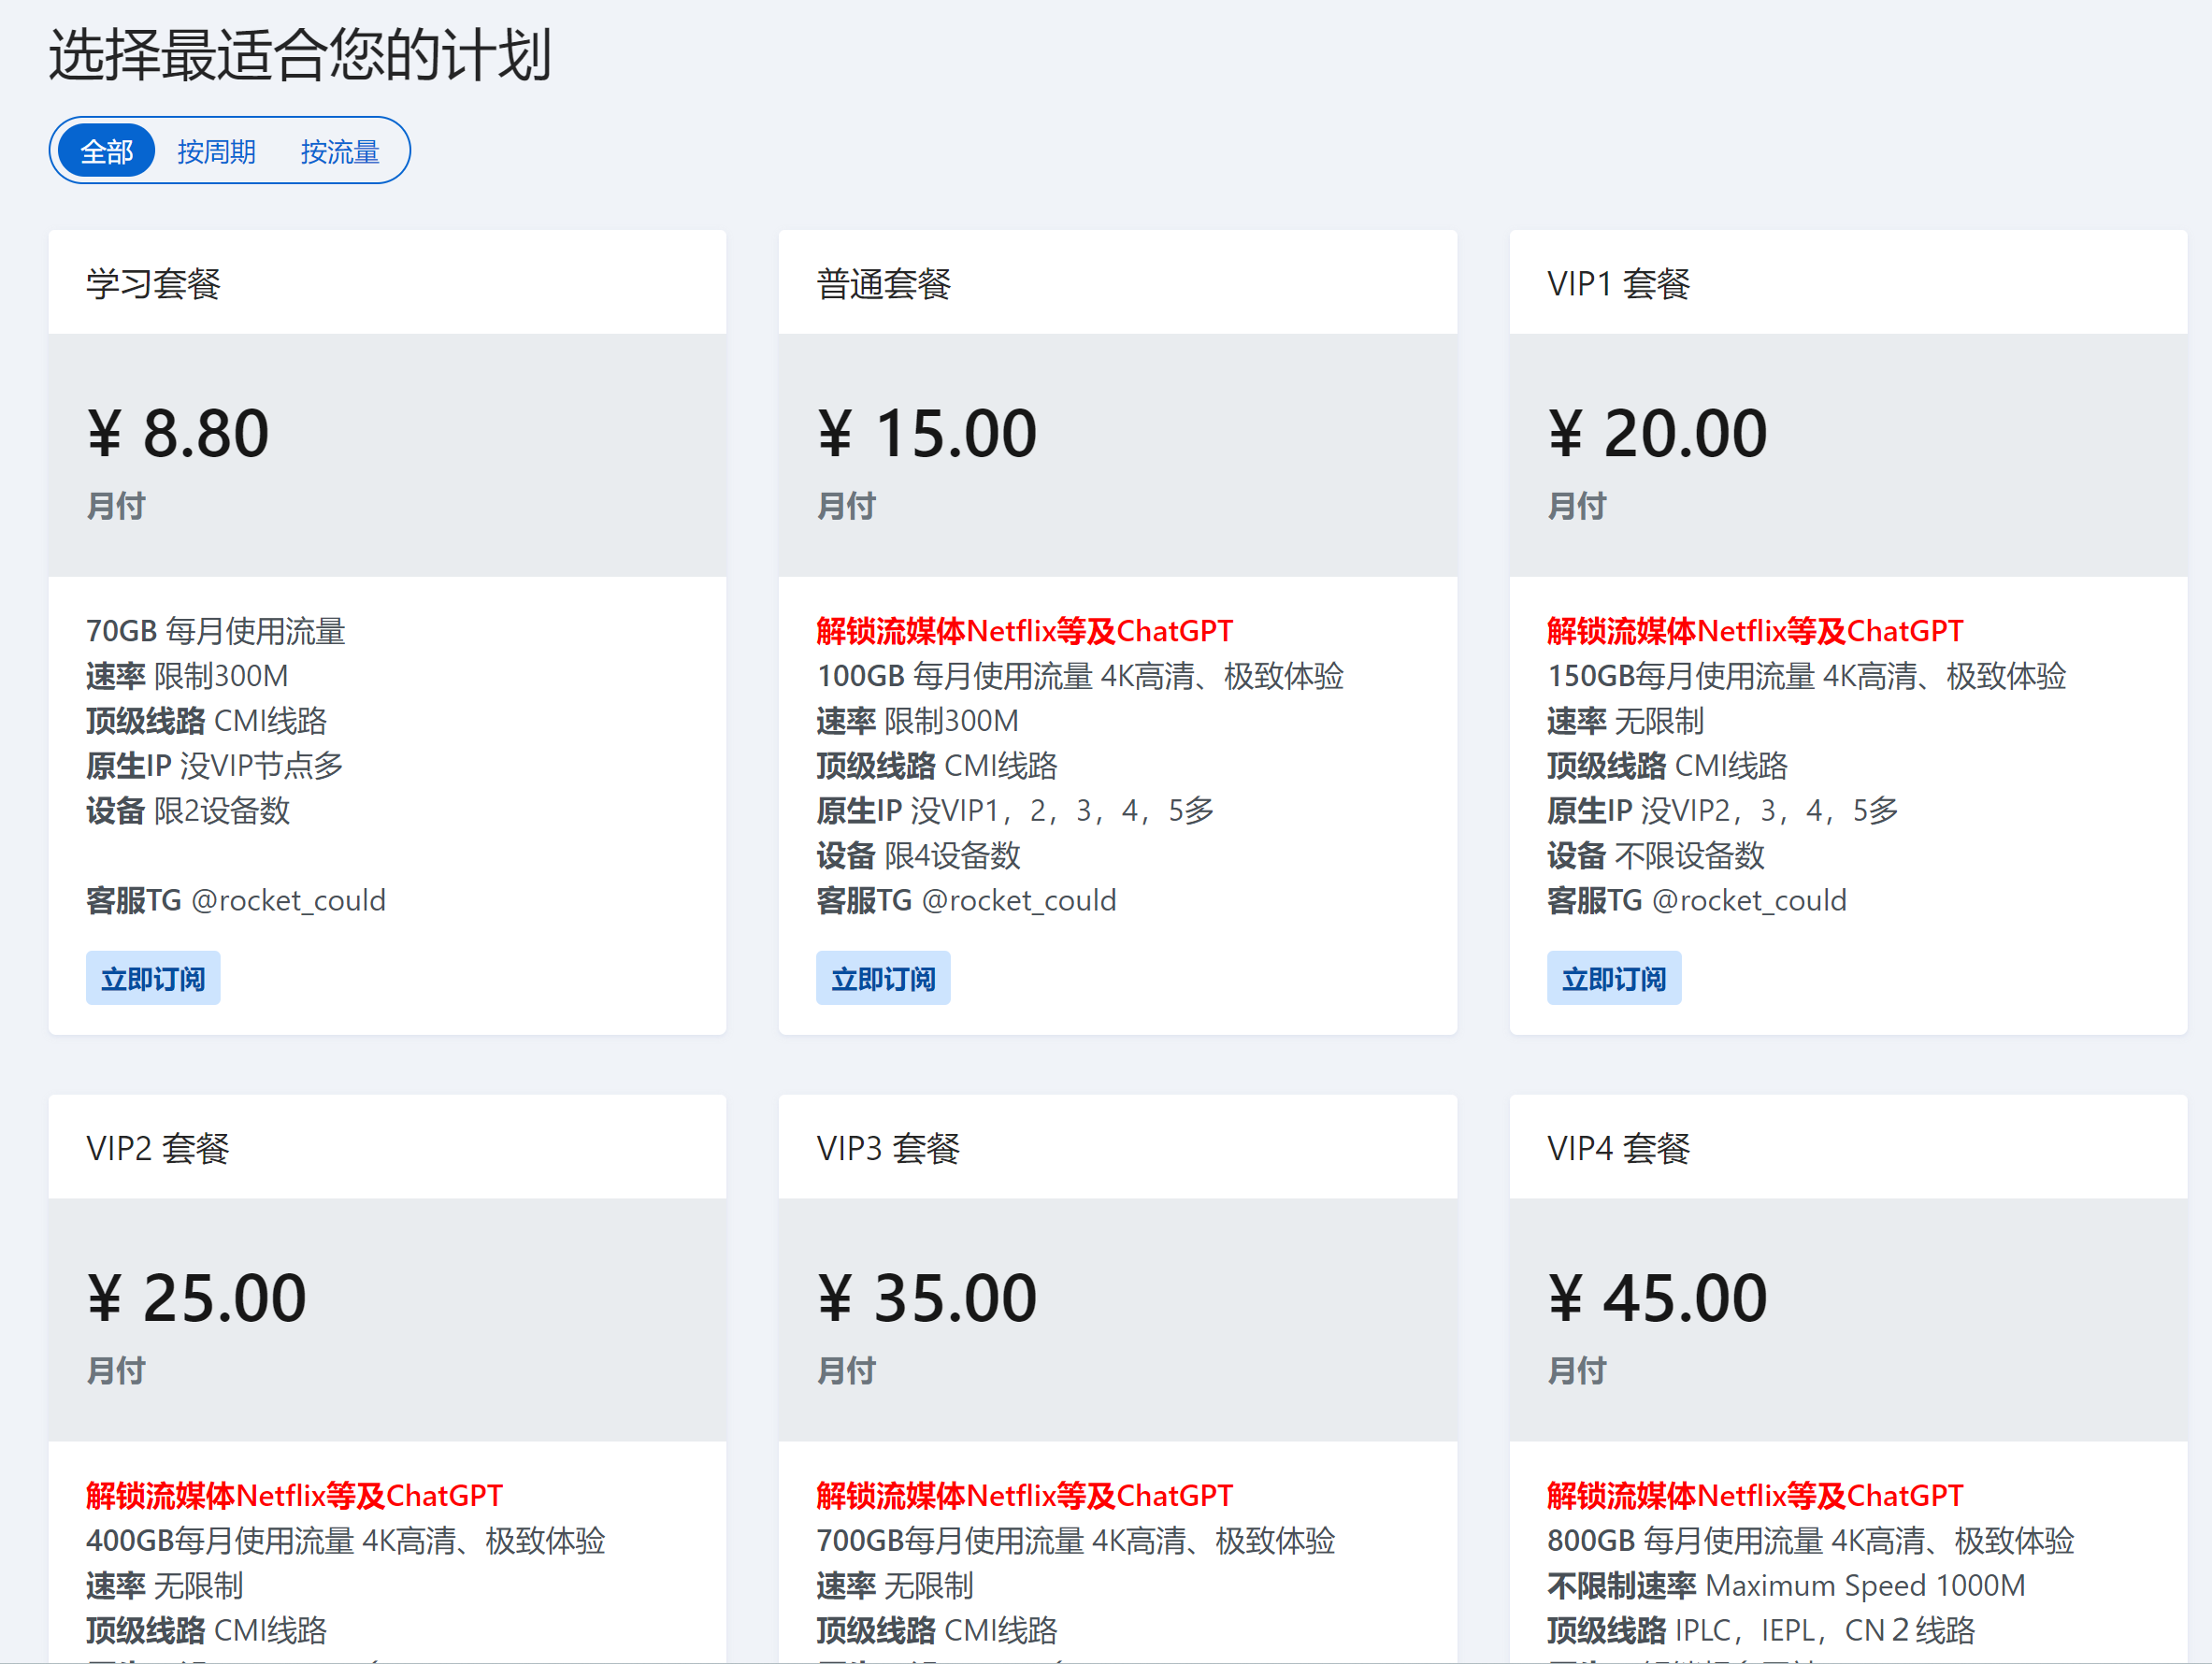 选择最适合您的计划
全部 按周期 按流量
学习套餐
¥ 8.80
月付
70GB 每月使用流量
速率 限制300M
顶级线路 CMI线路
原生IP 没VIP节点多
设备 限2设备数
客服TG @rocket_could
立即订阅
普通套餐
¥ 15.00
月付
解锁流媒体Netflix等及ChatGPT
100GB 每月使用流量 4K高清、极致体验
速率 限制300M
顶级线路 CMI线路
原生IP 没VIP1，2，3，4，5多
设备 限4设备数
客服TG @rocket_could
立即订阅
VIP1 套餐
¥ 20.00
月付
解锁流媒体Netflix等及ChatGPT
150GB每月使用流量 4K高清、极致体验
速率 无限制
顶级线路 CMI线路
原生IP 没VIP2，3，4，5多
设备 不限设备数
客服TG @rocket_could
立即订阅
VIP2 套餐
¥ 25.00
月付
解锁流媒体Netflix等及ChatGPT
400GB每月使用流量 4K高清、极致体验
速率 无限制
顶级线路 CMI线路
VIP3 套餐
¥ 35.00
月付
解锁流媒体Netflix等及ChatGPT
700GB每月使用流量 4K高清、极致体验
速率 无限制
顶级线路 CMI线路
VIP4 套餐
¥ 45.00
月付
解锁流媒体Netflix等及ChatGPT
800GB 每月使用流量 4K高清、极致体验
不限制速率 Maximum Speed 1000M
顶级线路 IPLC，IEPL，CN２线路